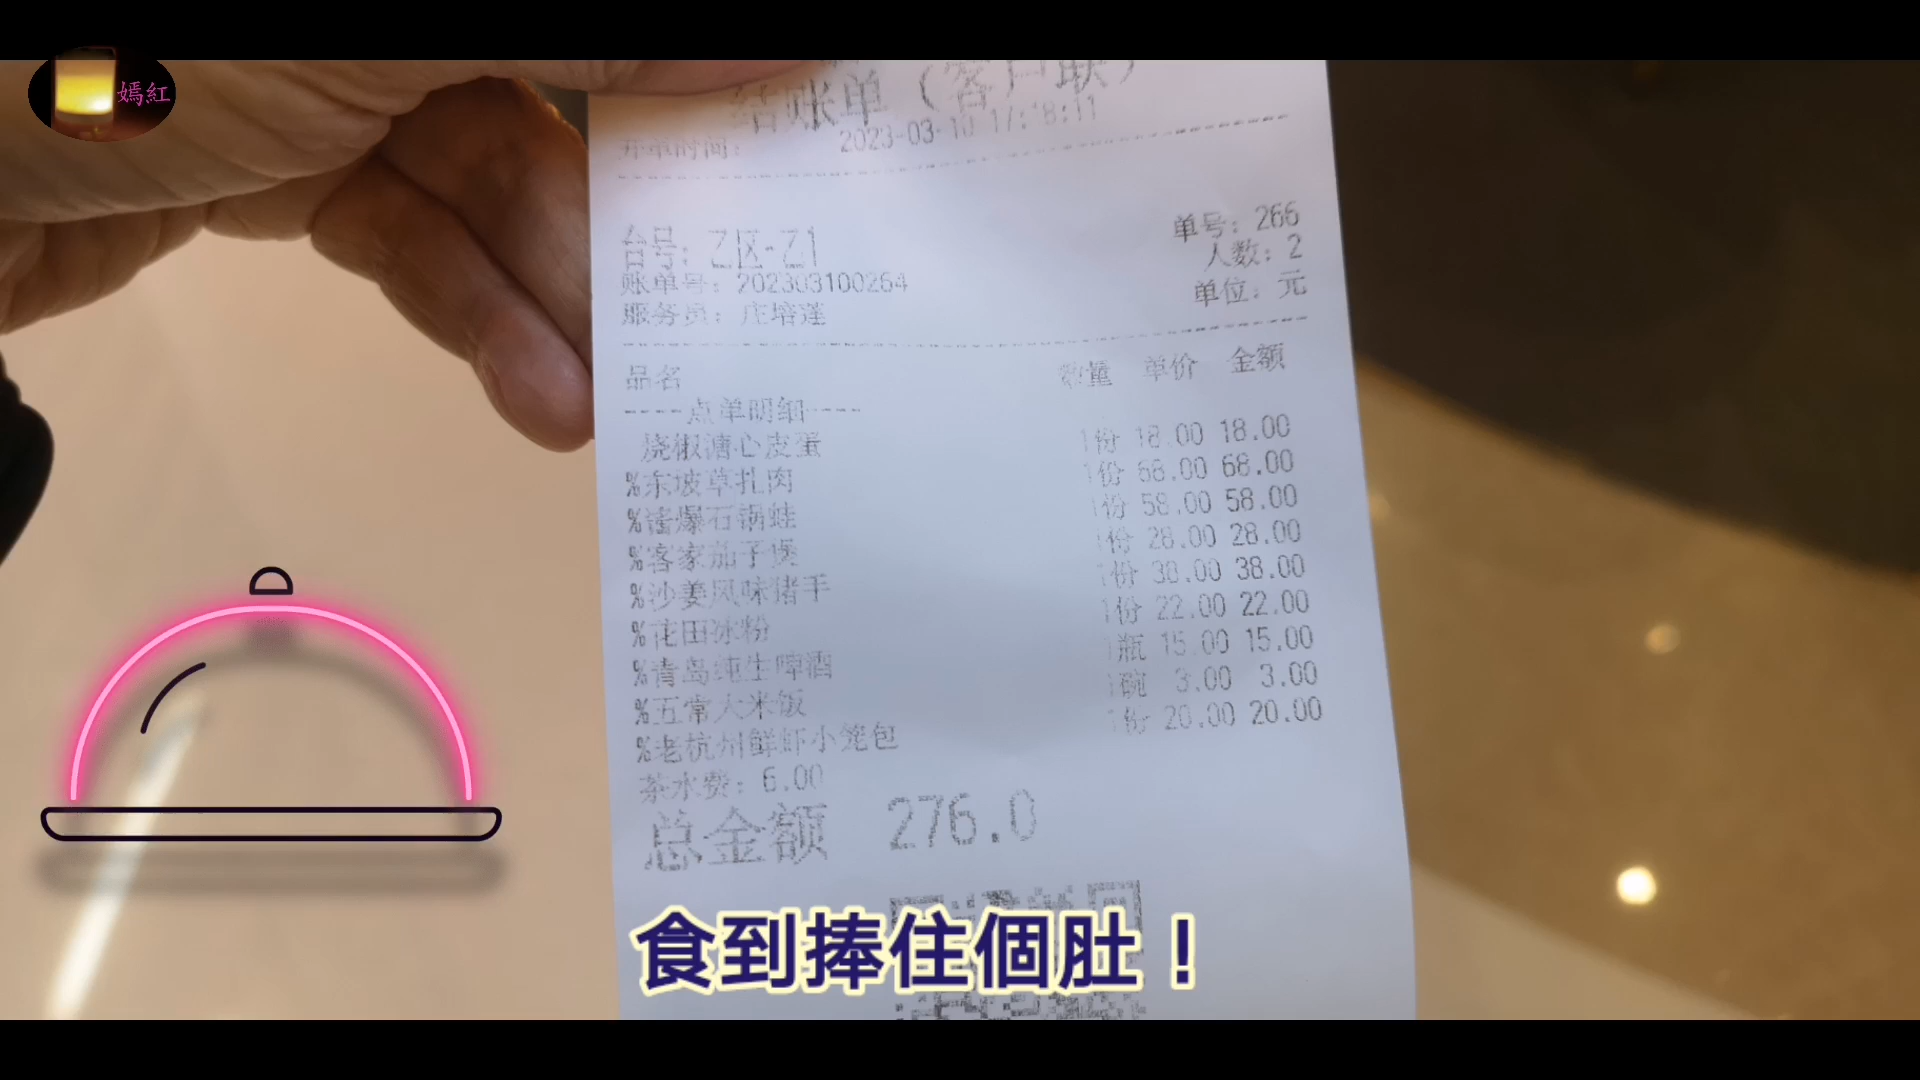 嫣紅
结账单（客户联）
开单时间： 2023-03-10 17:18:11
台号：Z区-Z1 单号：266
人数：2
账单号：202303100264
服务员：庄培蓬 单位：元
品名 数量 单价 金额
----点单明细----
烧椒溏心皮蛋 1份 18.00 18.00
%东坡草扎肉 1份 68.00 68.00
%酱爆石锅蛙 1份 58.00 58.00
%客家茄子煲 1份 28.00 28.00
%沙姜风味猪手 1份 38.00 38.00
%花田冰粉 1份 22.00 22.00
%青岛纯生啤酒 1瓶 15.00 15.00
%五常大米饭 1碗 3.00 3.00
%老杭州鲜虾小笼包 1份 20.00 20.00
茶水费：6.00
总金额 276.0
食到捧住個肚！